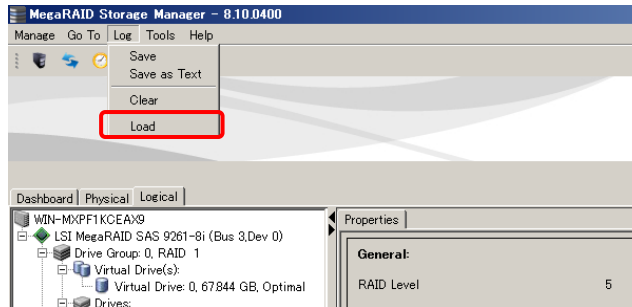 MegaRAID Storage Manager - 8.10.0400
Manage Go To Log Tools Help
Save
Save as Text
Clear
Load
Dashboard Physical Logical
WIN-MXPF1KCEAX9
LSI MegaRAID SAS 9261-8i (Bus 3,Dev 0)
Drive Group: 0, RAID 1
Virtual Drive(s):
Virtual Drive: 0, 67.844 GB, Optimal
Drives:
Properties
General:
RAID Level 5